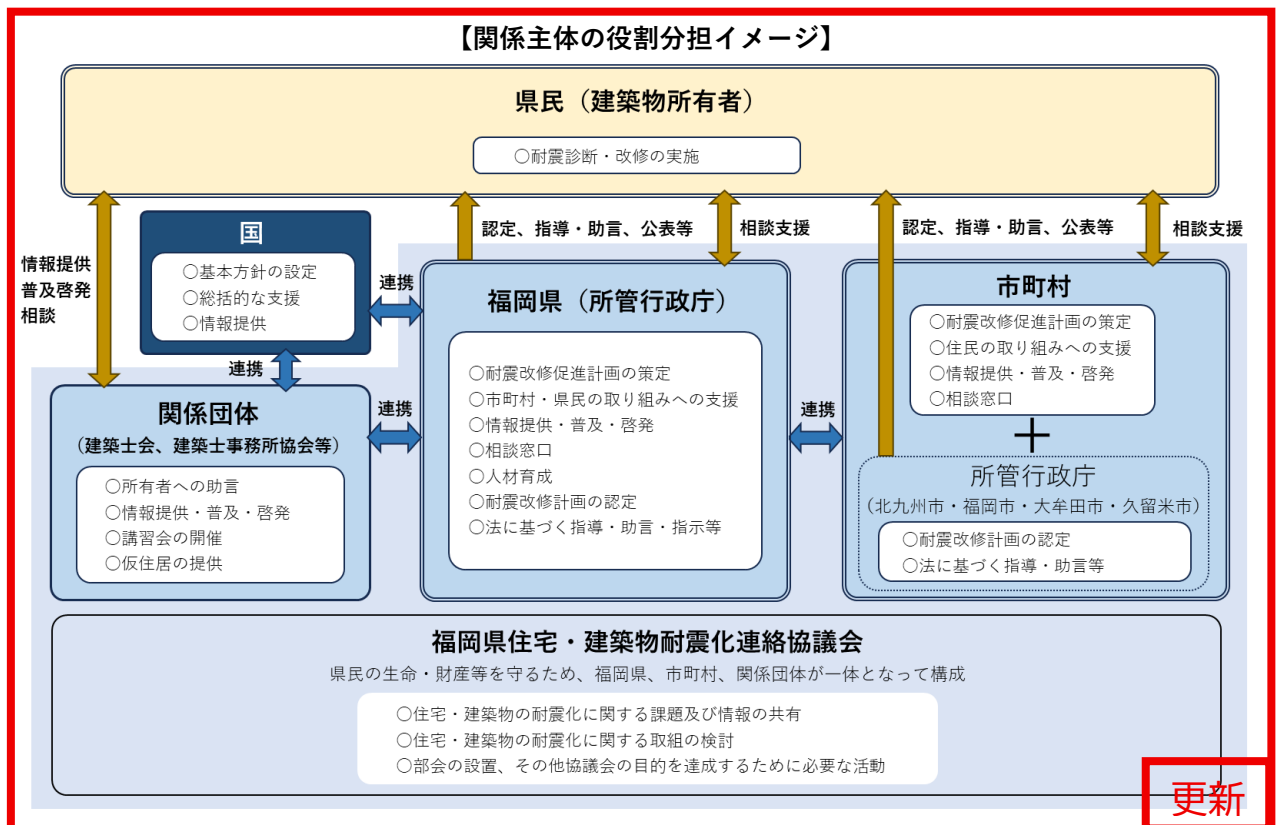 【関係主体の役割分担イメージ】
県民（建築物所有者）
○耐震診断・改修の実施
情報提供
普及啓発
相談
国
○基本方針の設定
○総括的な支援
○情報提供
連携
連携
認定、指導・助言、公表等
相談支援
認定、指導・助言、公表等
相談支援
関係団体
（建築士会、建築士事務所協会等）
○所有者への助言
○情報提供・普及・啓発
○講習会の開催
○仮住居の提供
連携
福岡県（所管行政庁）
○耐震改修促進計画の策定
○市町村・県民の取り組みへの支援
○情報提供・普及・啓発
○相談窓口
○人材育成
○耐震改修計画の認定
○法に基づく指導・助言・指示等
連携
市町村
○耐震改修促進計画の策定
○住民の取り組みへの支援
○情報提供・普及・啓発
○相談窓口
＋
所管行政庁
（北九州市・福岡市・大牟田市・久留米市）
○耐震改修計画の認定
○法に基づく指導・助言等
福岡県住宅・建築物耐震化連絡協議会
県民の生命・財産等を守るため、福岡県、市町村、関係団体が一体となって構成
○住宅・建築物の耐震化に関する課題及び情報の共有
○住宅・建築物の耐震化に関する取組の検討
○部会の設置、その他協議会の目的を達成するために必要な活動
更新